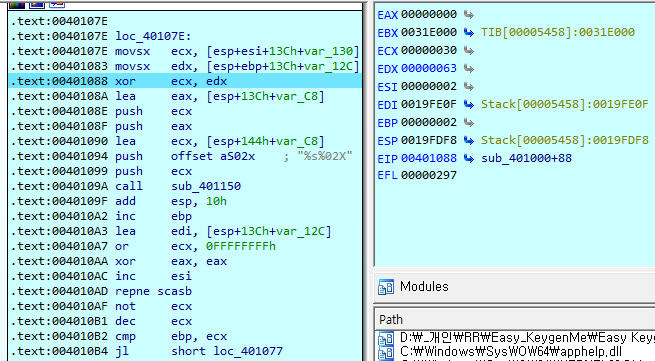 .text:0040107E
.text:0040107E loc_40107E:
.text:0040107E movsx ecx, [esp+esi+13Ch+var_130]
.text:00401083 movsx edx, [esp+ebp+13Ch+var_12C]
.text:00401088 xor ecx, edx
.text:0040108A lea eax, [esp+13Ch+var_C8]
.text:0040108E push ecx
.text:0040108F push eax
.text:00401090 lea ecx, [esp+144h+var_C8]
.text:00401094 push offset aS02x ; "%s%02X"
.text:00401099 push ecx
.text:0040109A call sub_401150
.text:0040109F add esp, 10h
.text:004010A2 inc ebp
.text:004010A3 lea edi, [esp+13Ch+var_12C]
.text:004010A7 or ecx, 0FFFFFFFFh
.text:004010AA xor eax, eax
.text:004010AC inc esi
.text:004010AD repne scasb
.text:004010AF not ecx
.text:004010B1 dec ecx
.text:004010B2 cmp ebp, ecx
.text:004010B4 jl short loc_401077
EAX 00000000
EBX 0031E000 TIB[00005458]:0031E000
ECX 00000030
EDX 00000063
ESI 00000002
EDI 0019FE0F Stack[00005458]:0019FE0F
EBP 00000002
ESP 0019FDF8 Stack[00005458]:0019FDF8
EIP 00401088 sub_401000+88
EFL 00000297
Modules
Path
D:₩_개인₩RR₩Easy_KeygenMe₩Easy Keyg
C:₩Windows₩SysWOW64₩apphelp.dll